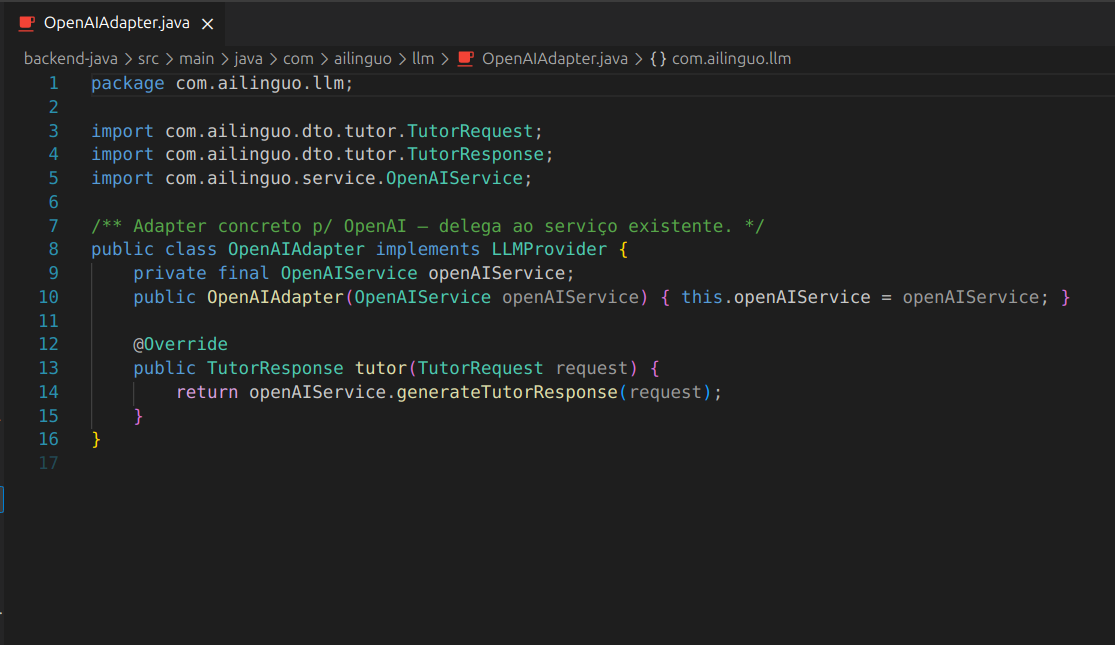 OpenAIAdapter.java ×
backend-java > src > main > java > com > ailinguo > llm > OpenAIAdapter.java > {} com.ailinguo.llm
1 package com.ailinguo.llm;
2
3 import com.ailinguo.dto.tutor.TutorRequest;
4 import com.ailinguo.dto.tutor.TutorResponse;
5 import com.ailinguo.service.OpenAIService;
6
7 /** Adapter concreto p/ OpenAI — delega ao serviço existente. */
8 public class OpenAIAdapter implements LLMProvider {
9     private final OpenAIService openAIService;
10     public OpenAIAdapter(OpenAIService openAIService) { this.openAIService = openAIService; }
11
12     @Override
13     public TutorResponse tutor(TutorRequest request) {
14         return openAIService.generateTutorResponse(request);
15     }
16 }
17